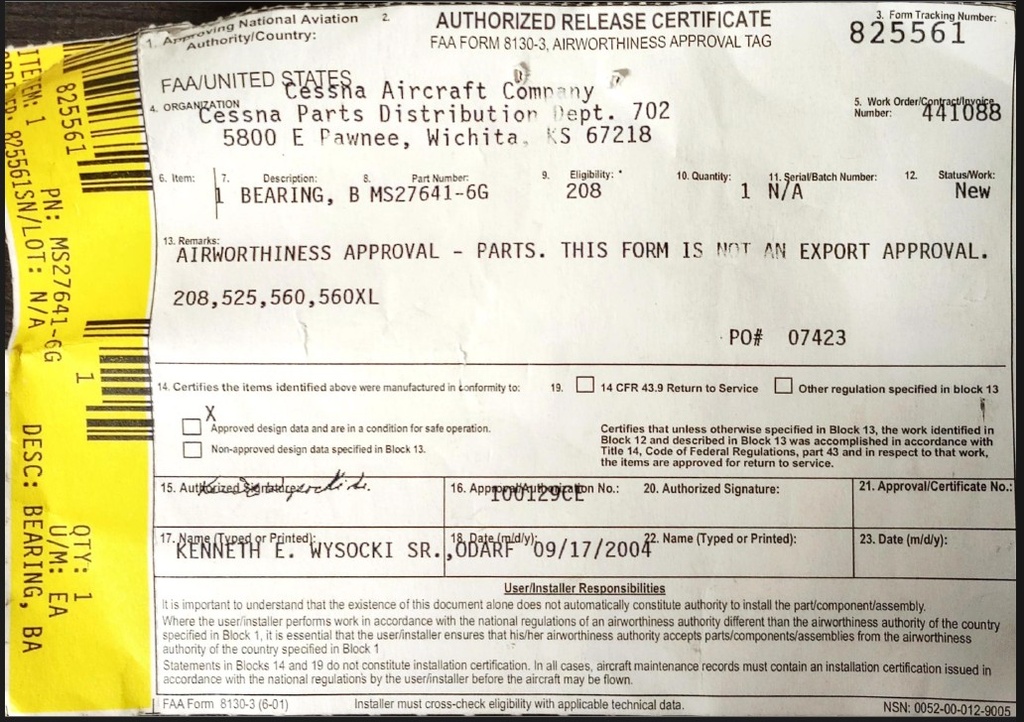 1. Approving National Aviation Authority/Country:
2.
AUTHORIZED RELEASE CERTIFICATE
FAA FORM 8130-3, AIRWORTHINESS APPROVAL TAG
3. Form Tracking Number:
825561
FAA/UNITED STATES
Cessna Aircraft Company
4. ORGANIZATION
Cessna Parts Distribution Dept. 702
5800 E Pawnee, Wichita, KS 67218
5. Work Order/Contract/Invoice
Number: 441088
6. Item: 7. Description: 8. Part Number: 9. Eligibility: 10. Quantity: 11. Serial/Batch Number: 12. Status/Work:
1 BEARING, B MS27641-6G 208 1 N/A New
13. Remarks:
AIRWORTHINESS APPROVAL - PARTS. THIS FORM IS NOT AN EXPORT APPROVAL.
208,525,560,560XL
PO# 07423
14. Certifies the items identified above were manufactured in conformity to:
X
Approved design data and are in a condition for safe operation.
Non-approved design data specified in Block 13.
19. 14 CFR 43.9 Return to Service Other regulation specified in block 13
Certifies that unless otherwise specified in Block 13, the work identified in
Block 12 and described in Block 13 was accomplished in accordance with
Title 14, Code of Federal Regulations, part 43 and in respect to that work,
the items are approved for return to service.
15. Authorized Signature:
16. Approval/Authorization No.:
100129CE
20. Authorized Signature:
21. Approval/Certificate No.:
17. Name (Typed or Printed):
KENNETH E. WYSOCKI SR.,ODARF
18. Date (m/d/y):
09/17/2004
22. Name (Typed or Printed):
23. Date (m/d/y):
User/Installer Responsibilities
It is important to understand that the existence of this document alone does not automatically constitute authority to install the part/component/assembly.
Where the user/installer performs work in accordance with the national regulations of an airworthiness authority different than the airworthiness authority of the country
specified in Block 1, it is essential that the user/installer ensures that his/her airworthiness authority accepts parts/components/assemblies from the airworthiness
authority of the country specified in Block 1
Statements in Blocks 14 and 19 do not constitute installation certification. In all cases, aircraft maintenance records must contain an installation certification issued in
accordance with the national regulations by the user/installer before the aircraft may be flown.
FAA Form 8130-3 (6-01) Installer must cross-check eligibility with applicable technical data. NSN: 0052-00-012-9005
825561
ITEM: 1
825561SN/LOT: N/A
PN: MS27641-6G
1
QTY: 1
U/M: EA
DESC: BEARING, BA